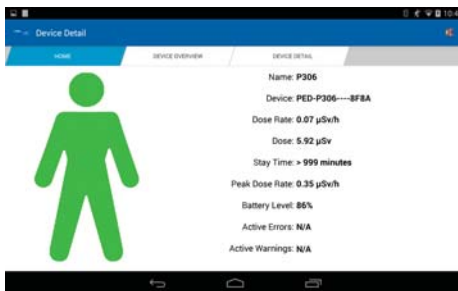 10:4
Device Detail
HOME
DEVICE OVERVIEW
DEVICE DETAIL
Name: P306
Device: PED-P306----8F8A
Dose Rate: 0.07 µSv/h
Dose: 5.92 µSv
Stay Time: > 999 minutes
Peak Dose Rate: 0.35 µSv/h
Battery Level: 86%
Active Errors: N/A
Active Warnings: N/A